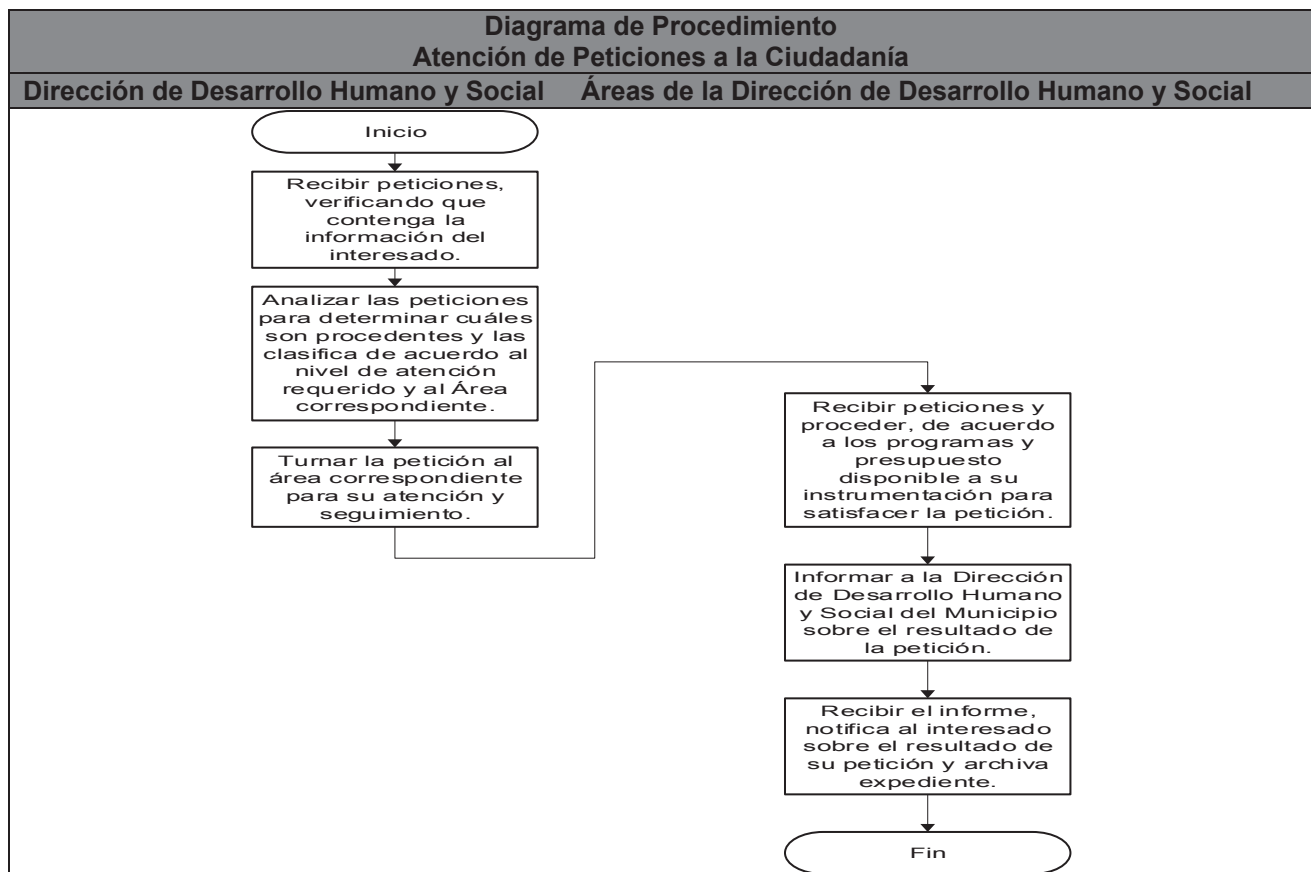 Diagrama de Procedimiento
Atención de Peticiones a la Ciudadanía
Dirección de Desarrollo Humano y Social Áreas de la Dirección de Desarrollo Humano y Social
Inicio
Recibir peticiones,
verificando que
contenga la
información del
interesado.
Analizar las peticiones
para determinar cuáles
son procedentes y las
clasifica de acuerdo al
nivel de atención
requerido y al Área
correspondiente.
Turnar la petición al
área correspondiente
para su atención y
seguimiento.
Recibir peticiones y
proceder, de acuerdo
a los programas y
presupuesto
disponible a su
instrumentación para
satisfacer la petición.
Informar a la Dirección
de Desarrollo Humano
y Social del Municipio
sobre el resultado de
la petición.
Recibir el informe,
notifica al interesado
sobre el resultado de
su petición y archiva
expediente.
Fin